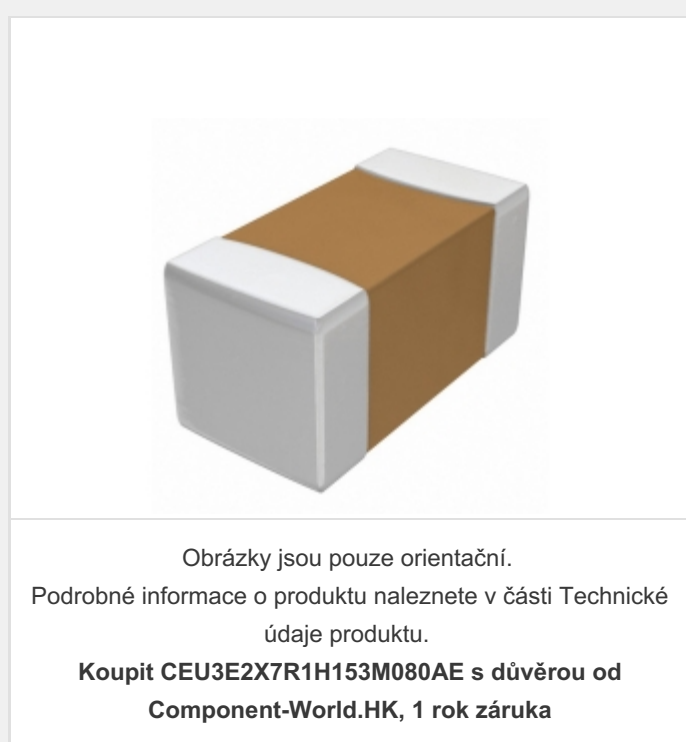 Obrázky jsou pouze orientační.
Podrobné informace o produktu naleznete v části Technické
údaje produktu.
Koupit CEU3E2X7R1H153M080AE s důvěrou od
Component-World.HK, 1 rok záruka